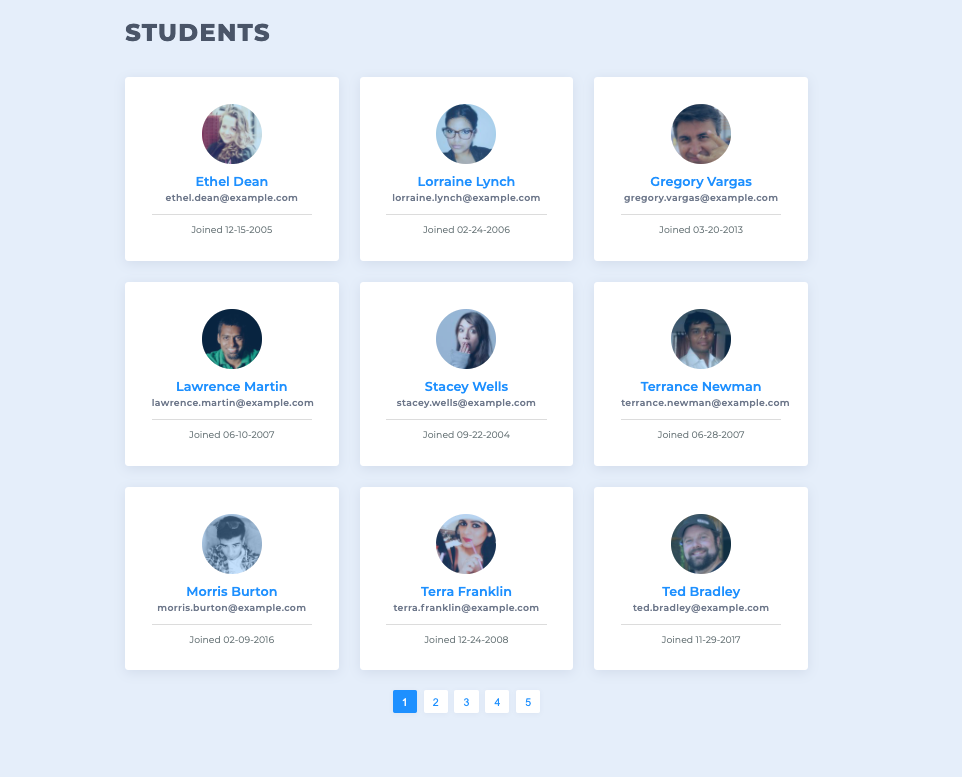 STUDENTS
Ethel Dean
ethel.dean@example.com
Joined 12-15-2005
Lorraine Lynch
lorraine.lynch@example.com
Joined 02-24-2006
Gregory Vargas
gregory.vargas@example.com
Joined 03-20-2013
Lawrence Martin
lawrence.martin@example.com
Joined 06-10-2007
Stacey Wells
stacey.wells@example.com
Joined 09-22-2004
Terrance Newman
terrance.newman@example.com
Joined 06-28-2007
Morris Burton
morris.burton@example.com
Joined 02-09-2016
Terra Franklin
terra.franklin@example.com
Joined 12-24-2008
Ted Bradley
ted.bradley@example.com
Joined 11-29-2017
1 2 3 4 5